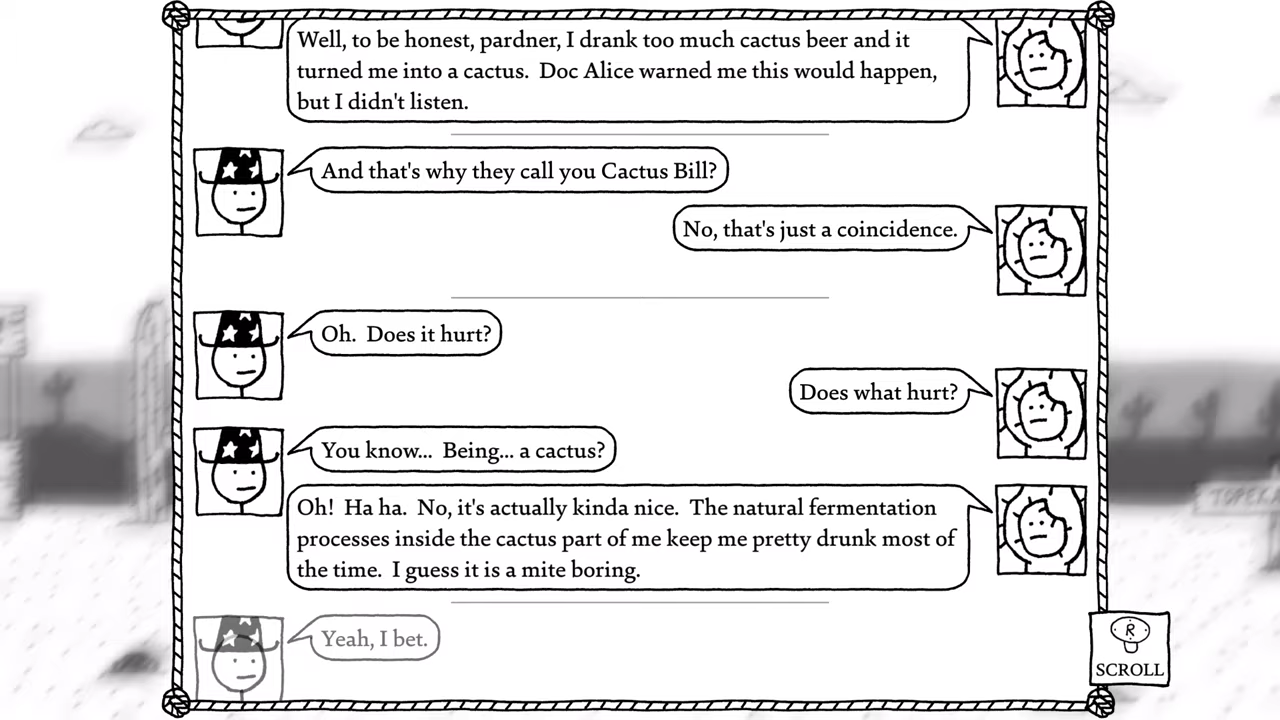 Well, to be honest, pardner, I drank too much cactus beer and it
turned me into a cactus.  Doc Alice warned me this would happen,
but I didn't listen.
And that's why they call you Cactus Bill?
No, that's just a coincidence.
Oh.  Does it hurt?
Does what hurt?
You know...  Being... a cactus?
Oh!  Ha ha.  No, it's actually kinda nice.  The natural fermentation
processes inside the cactus part of me keep me pretty drunk most of
the time.  I guess it is a mite boring.
Yeah, I bet.
R
SCROLL
TOPEKA